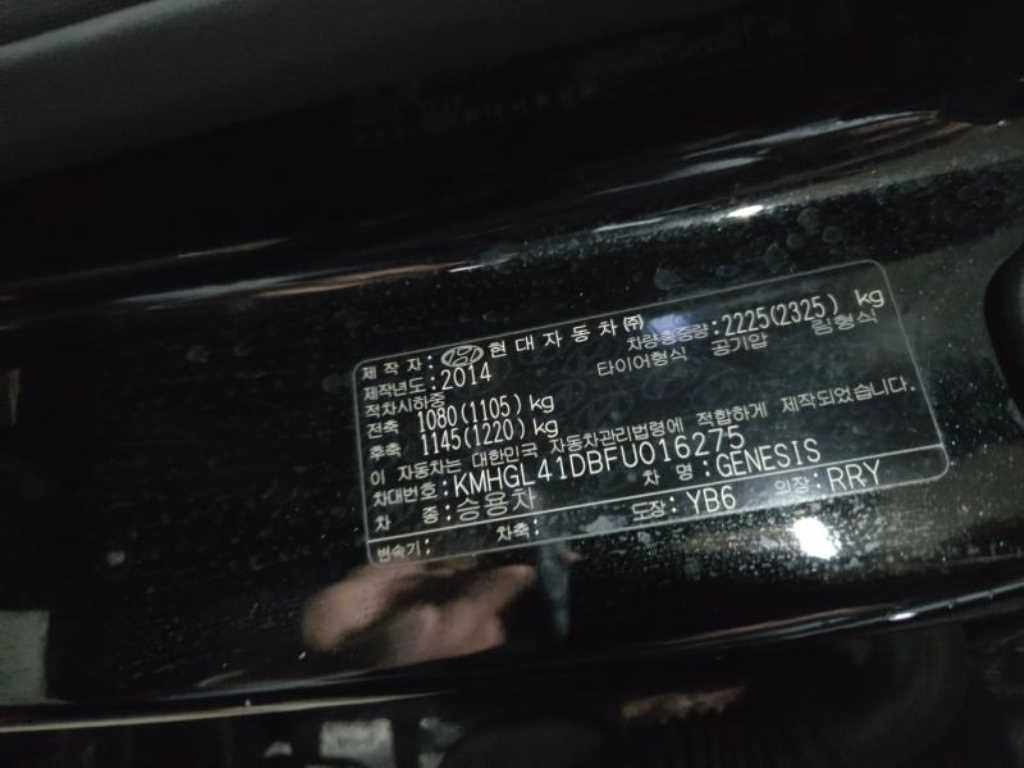 제 작 자 : 현 대 자 동 차 ㈜ 차량총중량 : 2225(2325) kg
제작년도 : 2014 타이어형식 공기압 림형식
적차시하중
전축 1080(1105) kg
후축 1145(1220) kg
이 자동차는 대한민국 자동차관리법령에 적합하게 제작되었습니다.
차대번호 : KMHGL41DBFU016275
차 종 : 승용차 차 명 : GENESIS
변속기 : 차축 : 도장 : YB6 의장 : RRY